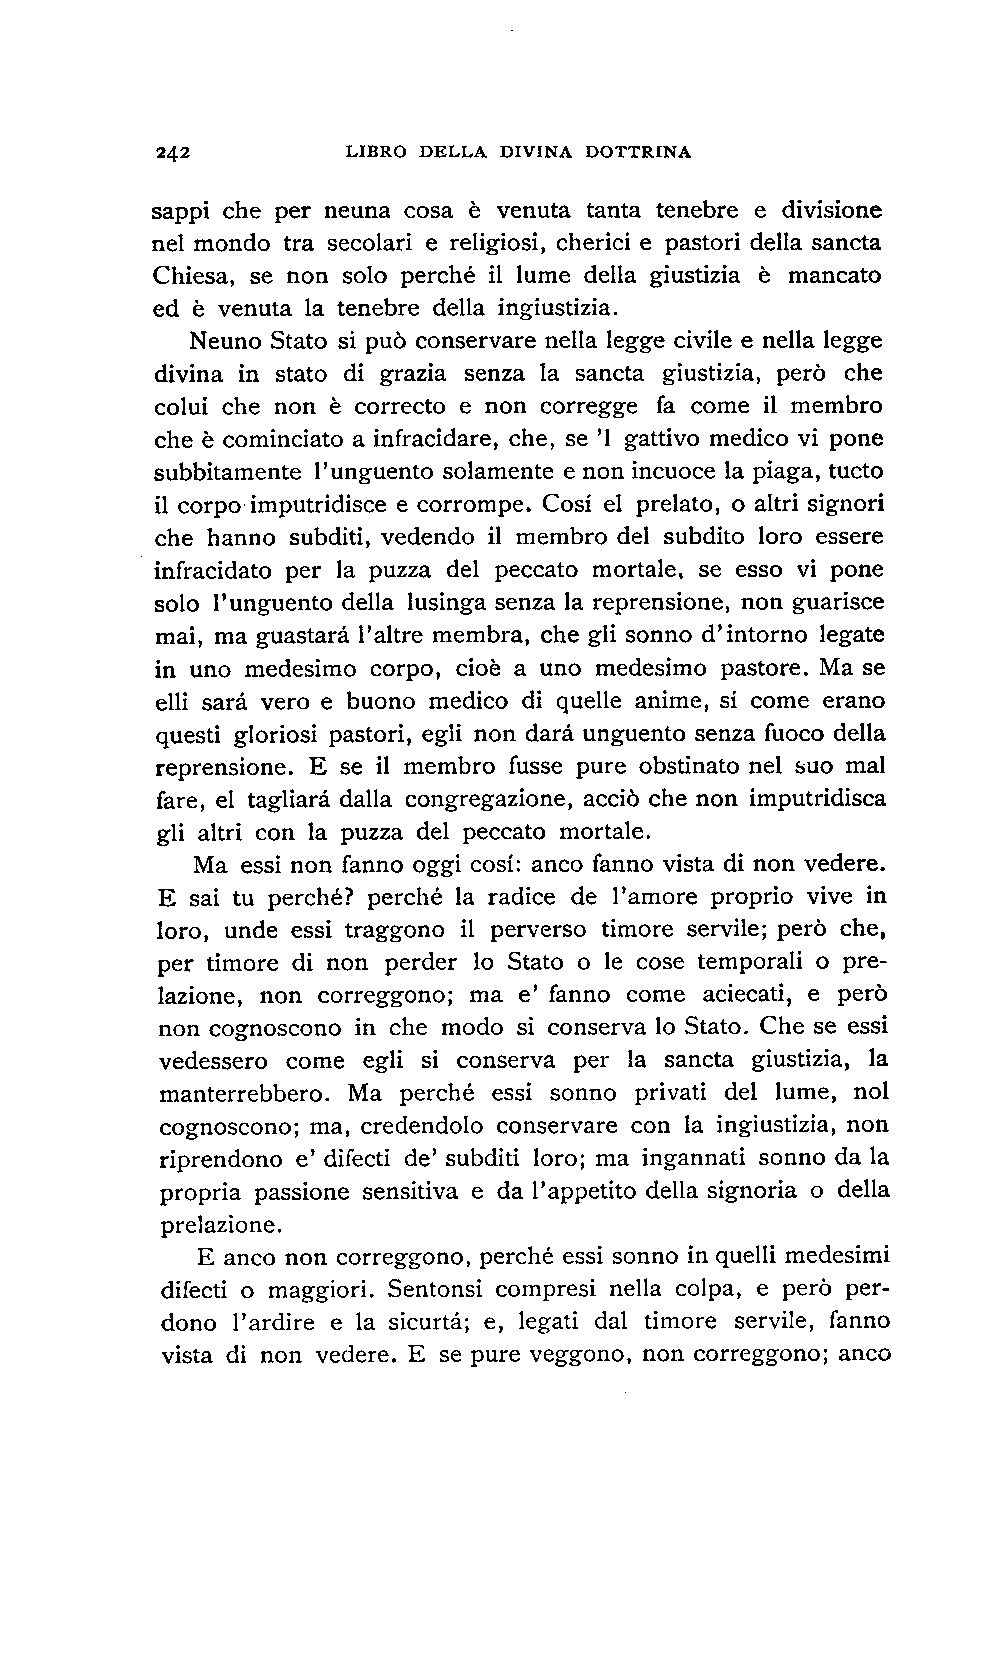 242 LIBRO DELLA DIVINA DOTTRINA
sappi che per neuna cosa è venuta tanta tenebre e divisione
nel mondo tra secolari e religiosi, cherici e pastori della sancta
Chiesa, se non solo perché il lume della giustizia è mancato
ed è venuta la tenebre della ingiustizia.
Neuno Stato si può conservare nella legge civile e nella legge
divina in stato di grazia senza la sancta giustizia, però che
colui che non è correcto e non corregge fa come il membro
che è cominciato a infracidare, che, se 'l gattivo medico vi pone
subbitamente l'unguento solamente e non incuoce la piaga, tucto
il corpo imputridisce e corrompe. Cosí el prelato, o altri signori
che hanno subditi, vedendo il membro del subdito loro essere
infracidato per la puzza del peccato mortale, se esso vi pone
solo l'unguento della lusinga senza la reprensione, non guarisce
mai, ma guastará l'altre membra, che gli sonno d'intorno legate
in uno medesimo corpo, cioè a uno medesimo pastore. Ma se
elli sará vero e buono medico di quelle anime, sí come erano
questi gloriosi pastori, egli non dará unguento senza fuoco della
reprensione. E se il membro fusse pure obstinato nel suo mal
fare, el tagliará dalla congregazione, acciò che non imputridisca
gli altri con la puzza del peccato mortale.
Ma essi non fanno oggi cosí: anco fanno vista di non vedere.
E sai tu perché? perché la radice de l'amore proprio vive in
loro, unde essi traggono il perverso timore servile; però che,
per timore di non perder lo Stato o le cose temporali o pre-
lazione, non correggono; ma e' fanno come aciecati, e però
non cognoscono in che modo si conserva lo Stato. Che se essi
vedessero come egli si conserva per la sancta giustizia, la
manterrebbero. Ma perché essi sonno privati del lume, nol
cognoscono; ma, credendolo conservare con la ingiustizia, non
riprendono e' difecti de' subditi loro; ma ingannati sonno da la
propria passione sensitiva e da l'appetito della signoria o della
prelazione.
E anco non correggono, perché essi sonno in quelli medesimi
difecti o maggiori. Sentonsi compresi nella colpa, e però per-
dono l'ardire e la sicurtá; e, legati dal timore servile, fanno
vista di non vedere. E se pure veggono, non correggono; anco